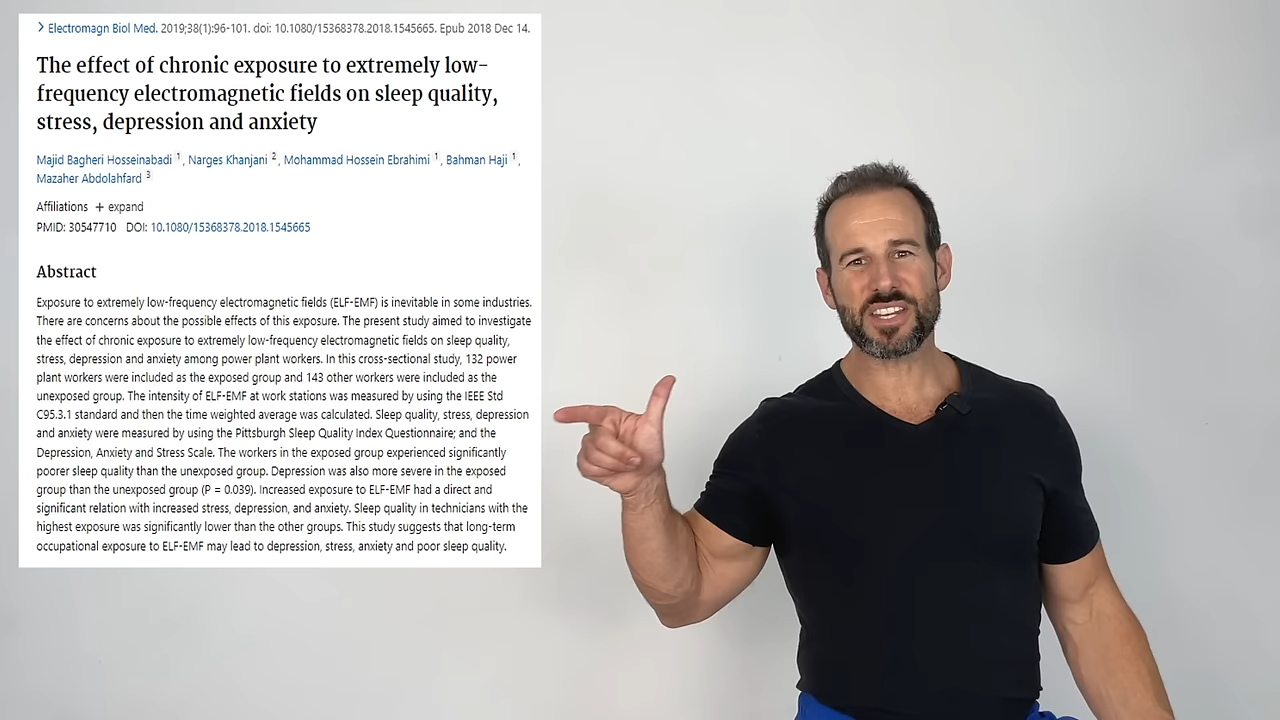 Electromagn Biol Med. 2019;38(1):96-101. doi: 10.1080/15368378.2018.1545665. Epub 2018 Dec 14.
The effect of chronic exposure to extremely low-
frequency electromagnetic fields on sleep quality,
stress, depression and anxiety
Majid Bagheri Hosseinabadi 1, Narges Khanjani 2, Mohammad Hossein Ebrahimi 1, Bahman Haji 1,
Mazaher Abdolahfard 3
Affiliations + expand
PMID: 30547710 DOI: 10.1080/15368378.2018.1545665
Abstract
Exposure to extremely low-frequency electromagnetic fields (ELF-EMF) is inevitable in some industries.
There are concerns about the possible effects of this exposure. The present study aimed to investigate
the effect of chronic exposure to extremely low-frequency electromagnetic fields on sleep quality,
stress, depression and anxiety among power plant workers. In this cross-sectional study, 132 power
plant workers were included as the exposed group and 143 other workers were included as the
unexposed group. The intensity of ELF-EMF at work stations was measured by using the IEEE Std
C95.3.1 standard and then the time weighted average was calculated. Sleep quality, stress, depression
and anxiety were measured by using the Pittsburgh Sleep Quality Index Questionnaire; and the
Depression, Anxiety and Stress Scale. The workers in the exposed group experienced significantly
poorer sleep quality than the unexposed group. Depression was also more severe in the exposed
group than the unexposed group (P = 0.039). Increased exposure to ELF-EMF had a direct and
significant relation with increased stress, depression, and anxiety. Sleep quality in technicians with the
highest exposure was significantly lower than the other groups. This study suggests that long-term
occupational exposure to ELF-EMF may lead to depression, stress, anxiety and poor sleep quality.